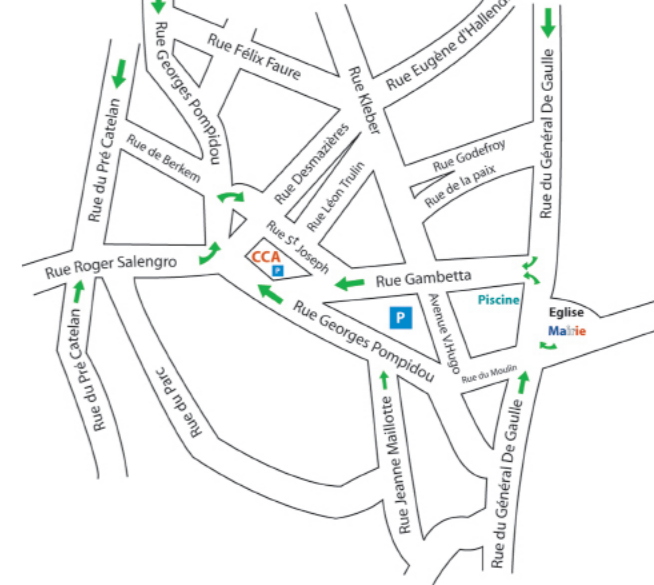 Rue Georges Pompidou
Rue Félix Faure
Rue Eugène d'Hallend
Rue Kleber
Rue du Général De Gaulle
Rue du Pré Catelan
Rue de Berkem
Rue Desmazières
Rue Léon Trulin
Rue Godefroy
Rue de la paix
Rue St Joseph
CCA
P
Rue Roger Salengro
Rue Gambetta
Piscine
Eglise
Mairie
P
Avenue V.Hugo
Rue Georges Pompidou
Rue du Moulin
Rue du Pré Catelan
Rue du Parc
Rue Jeanne Maillotte
Rue du Général De Gaulle